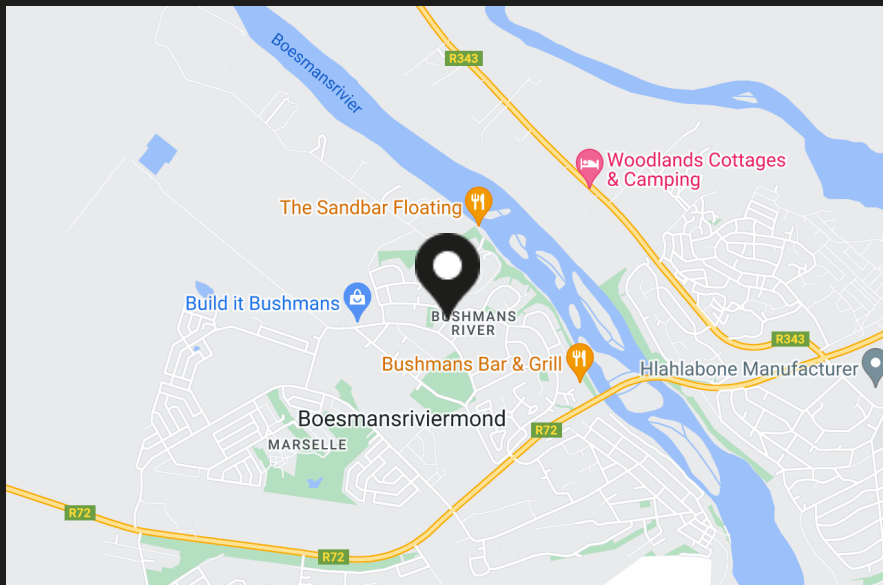 Boesmansrivier
R343
Woodlands Cottages
& Camping
The Sandbar Floating
Build it Bushmans
BUSHMANS
RIVER
R343
Bushmans Bar & Grill
Hlahlabone Manufacturer
Boesmansriviermond
R72
MARSELLE
R72
R72